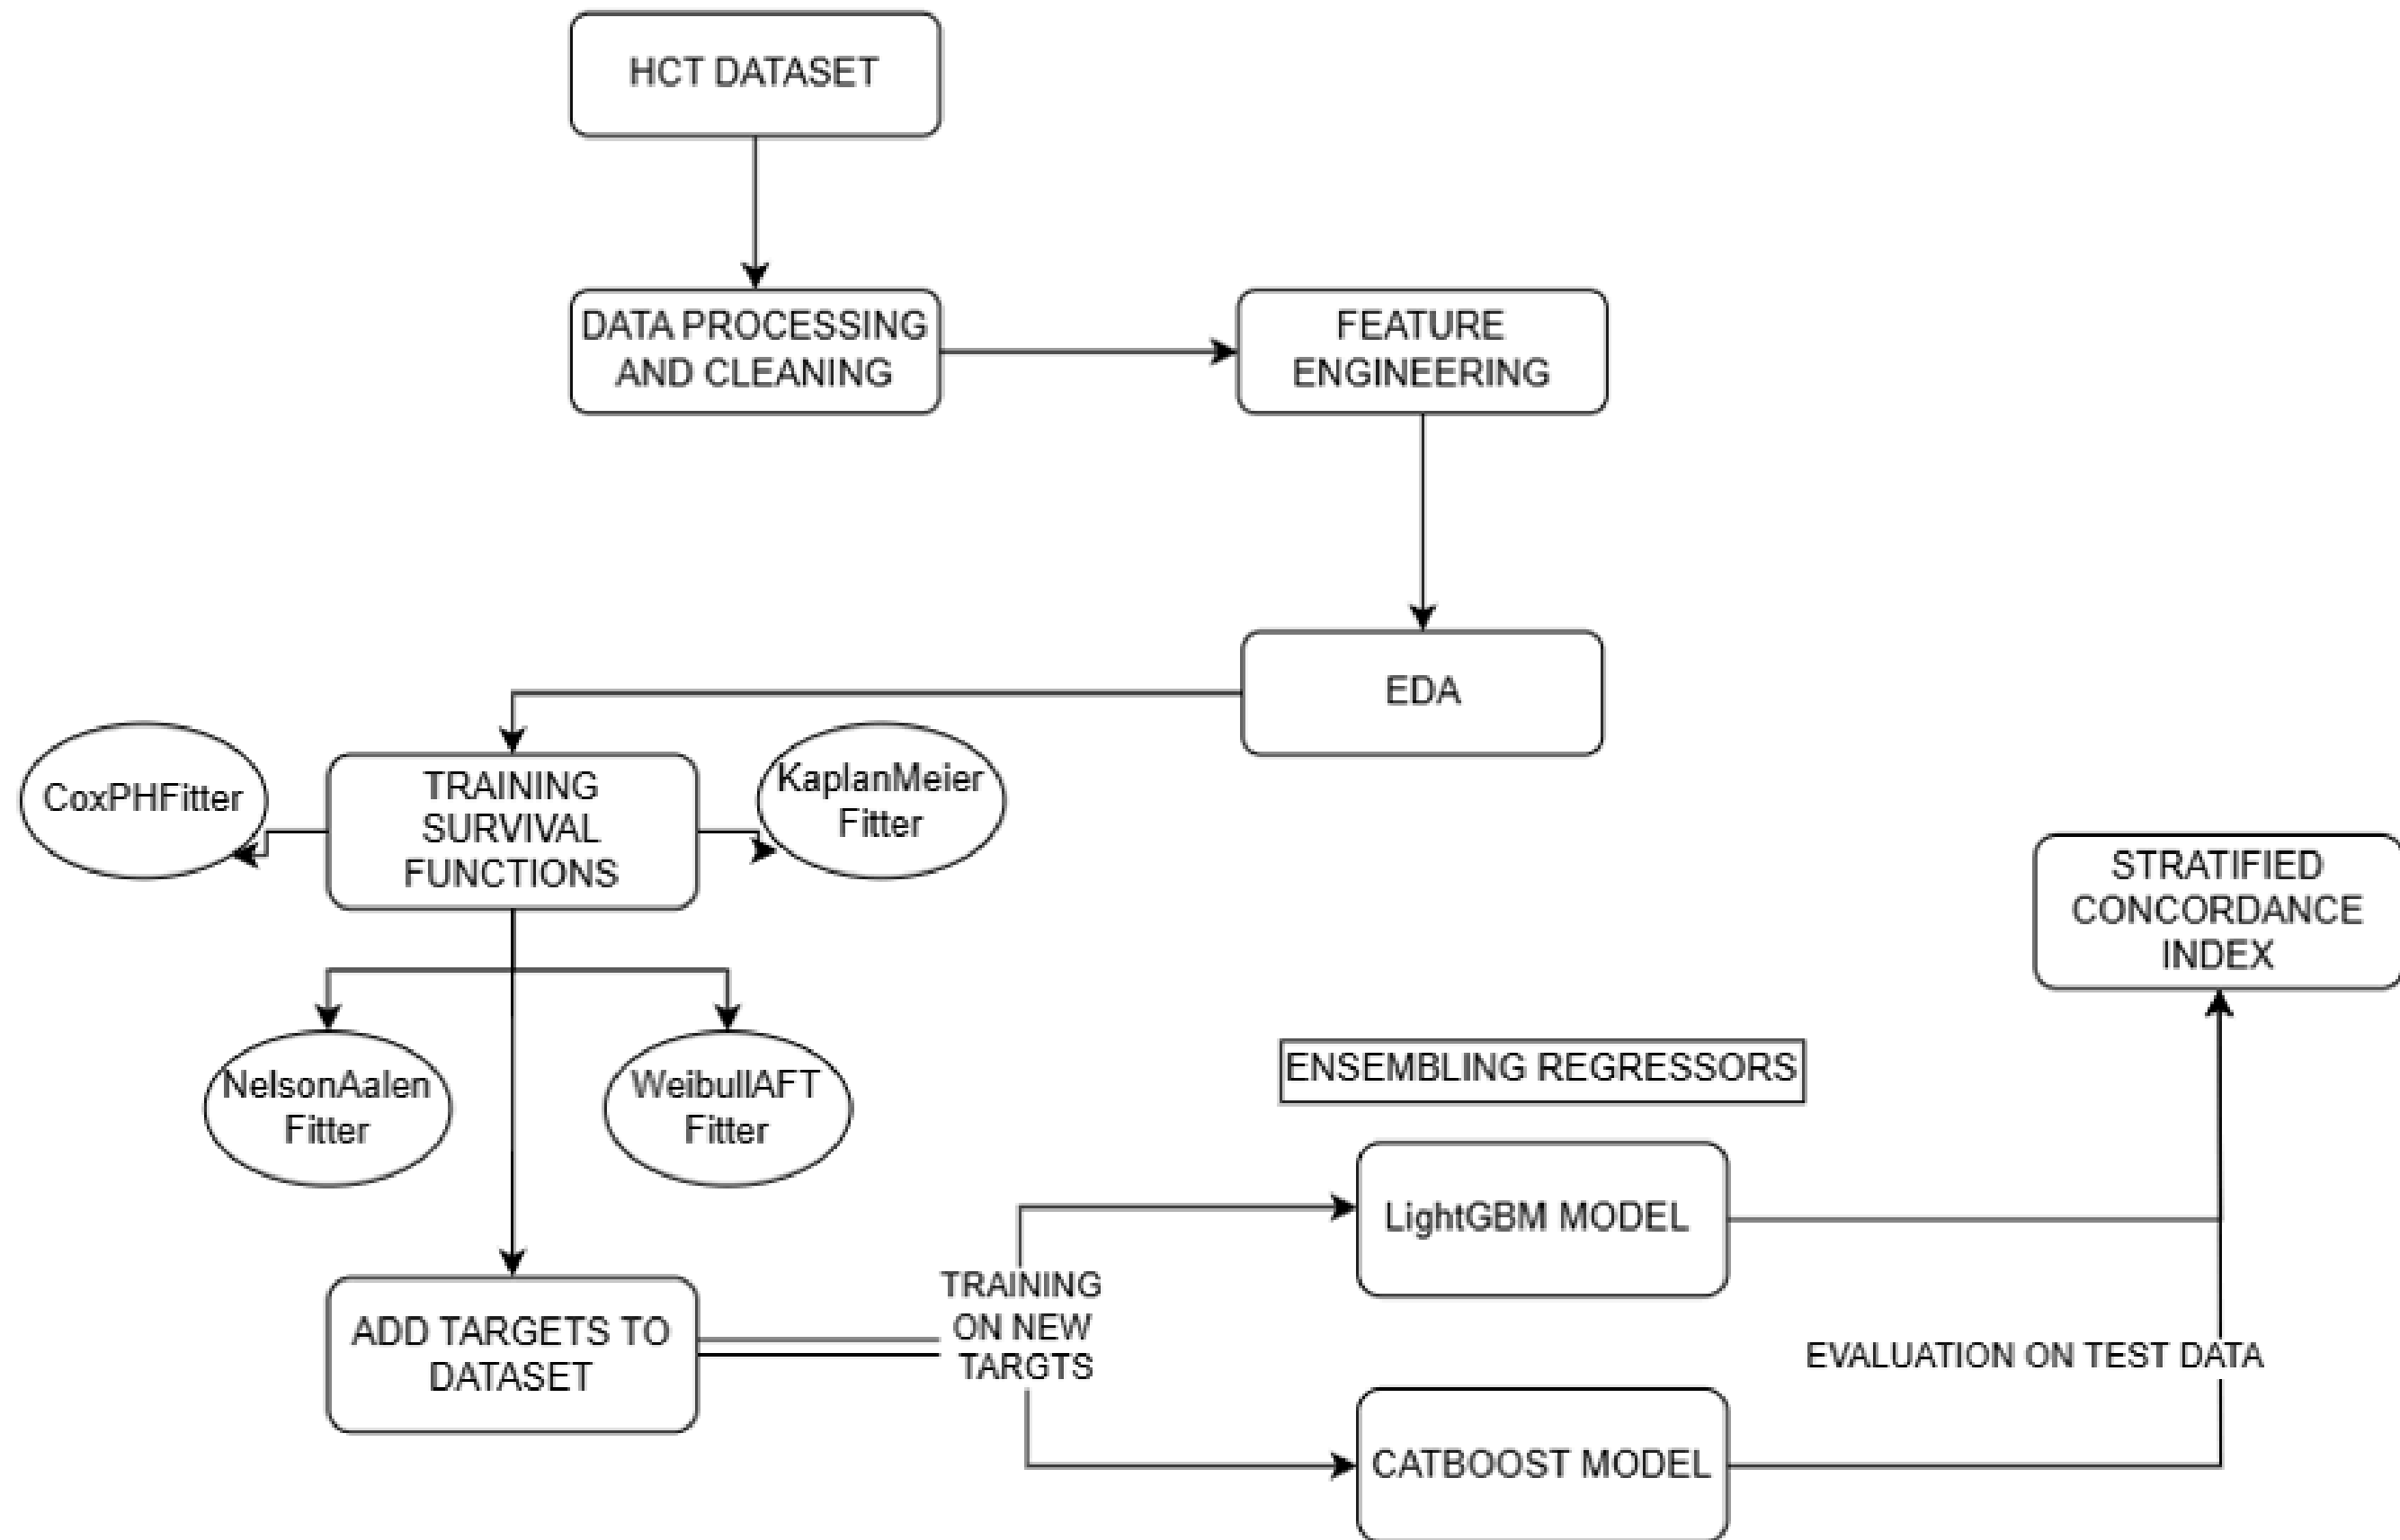 HCT DATASET
DATA PROCESSING
AND CLEANING
FEATURE
ENGINEERING
EDA
CoxPHFitter
TRAINING
SURVIVAL
FUNCTIONS
KaplanMeier
Fitter
STRATIFIED
CONCORDANCE
INDEX
NelsonAalen
Fitter
WeibullAFT
Fitter
ENSEMBLING REGRESSORS
LightGBM MODEL
ADD TARGETS TO
DATASET
TRAINING
ON NEW
TARGTS
EVALUATION ON TEST DATA
CATBOOST MODEL